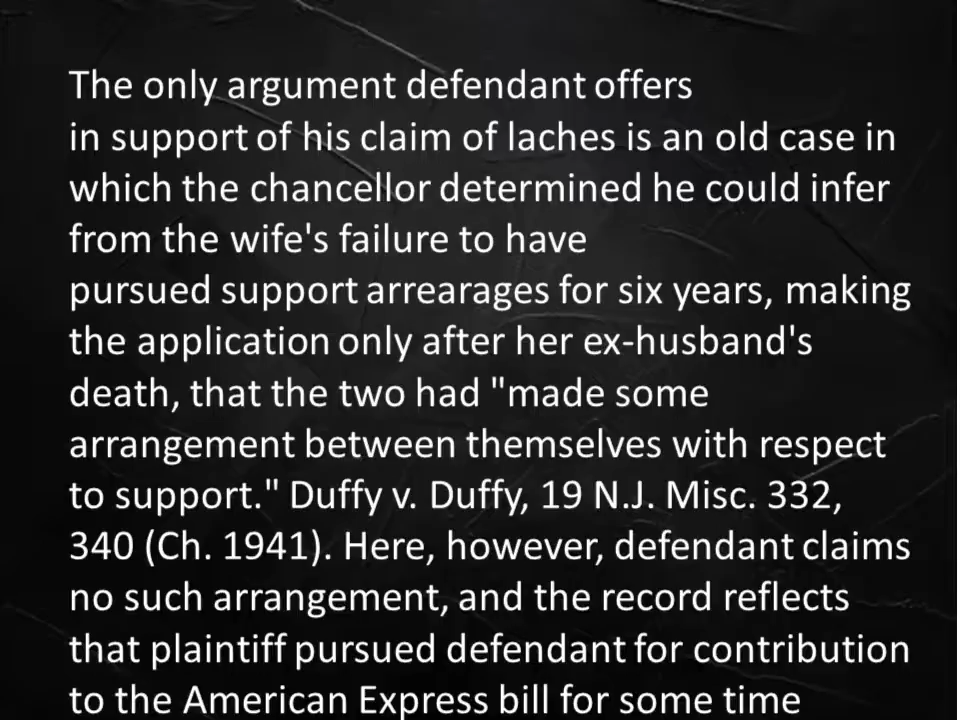 The only argument defendant offers
in support of his claim of laches is an old case in
which the chancellor determined he could infer
from the wife's failure to have
pursued support arrearages for six years, making
the application only after her ex-husband's
death, that the two had "made some
arrangement between themselves with respect
to support." Duffy v. Duffy, 19 N.J. Misc. 332,
340 (Ch. 1941). Here, however, defendant claims
no such arrangement, and the record reflects
that plaintiff pursued defendant for contribution
to the American Express bill for some time